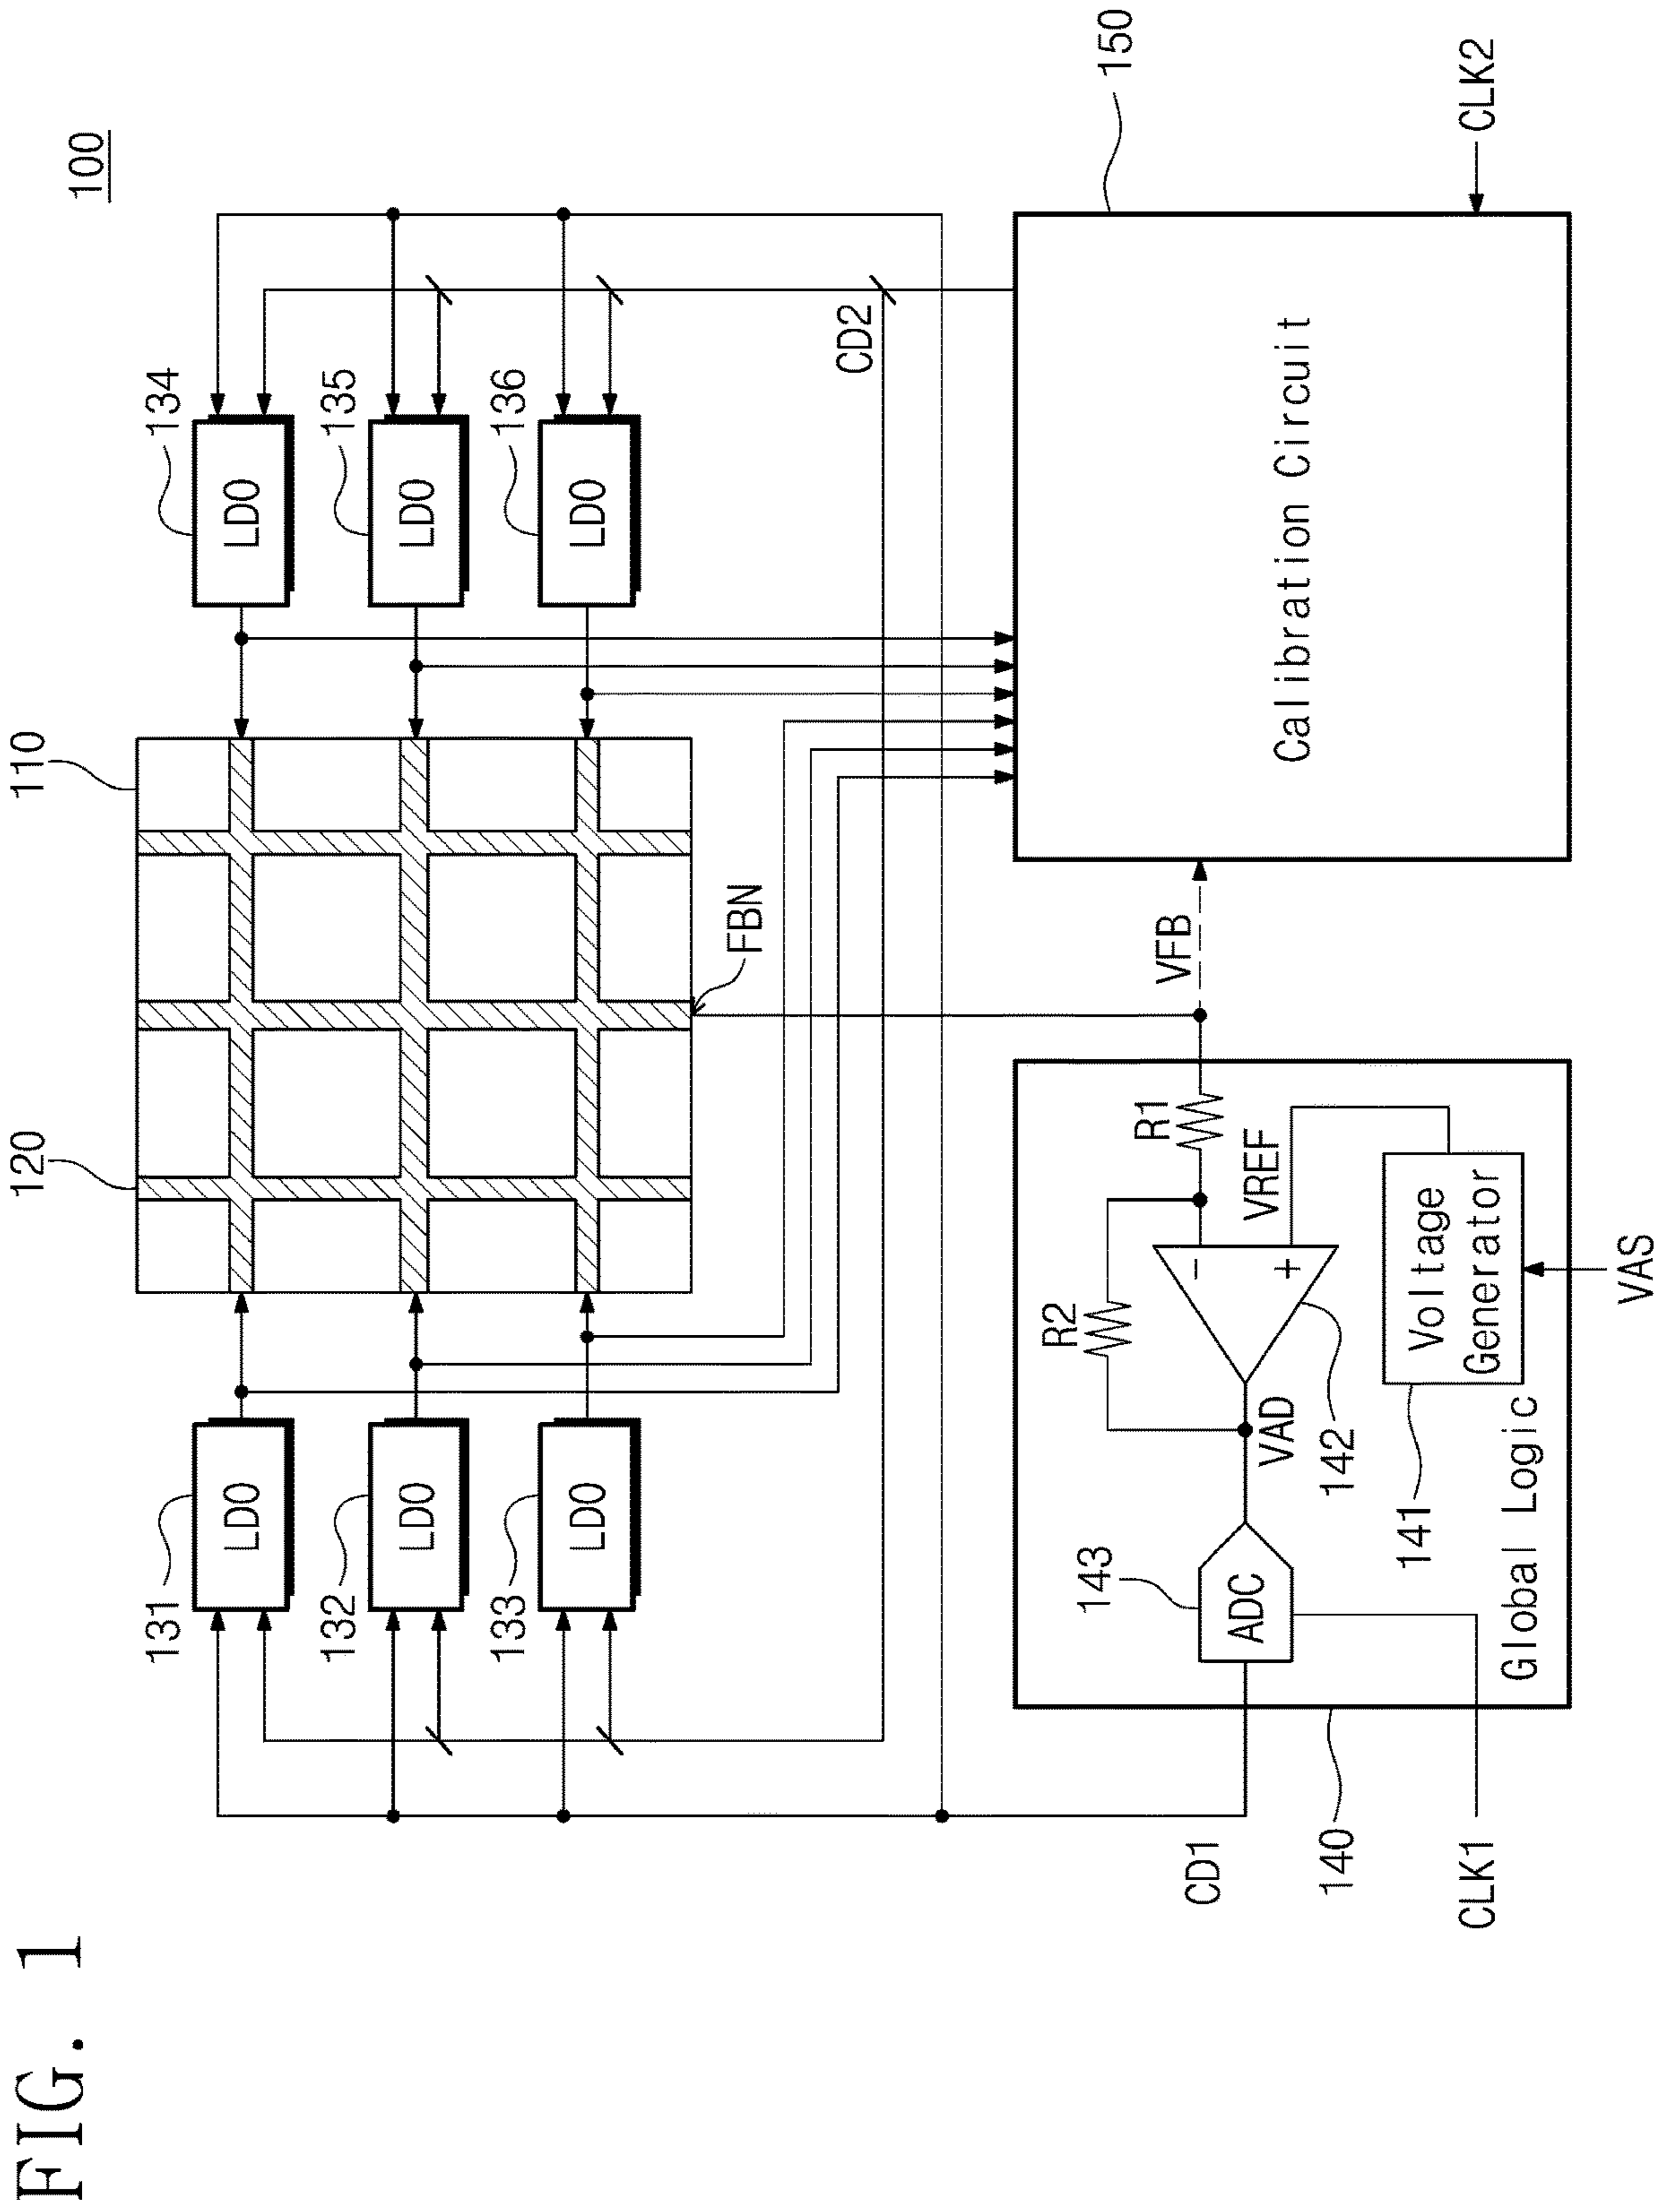 FIG. 1
100
120
110
131
LDO
LDO
134
132
LDO
LDO
135
133
LDO
LDO
136
FBN
CD2
CD1
143
ADC
R2
VAD
142
−
+
R1
VREF
VFB
141
Voltage
Generator
Global Logic
140
CLK1
VAS
Calibration Circuit
150
CLK2